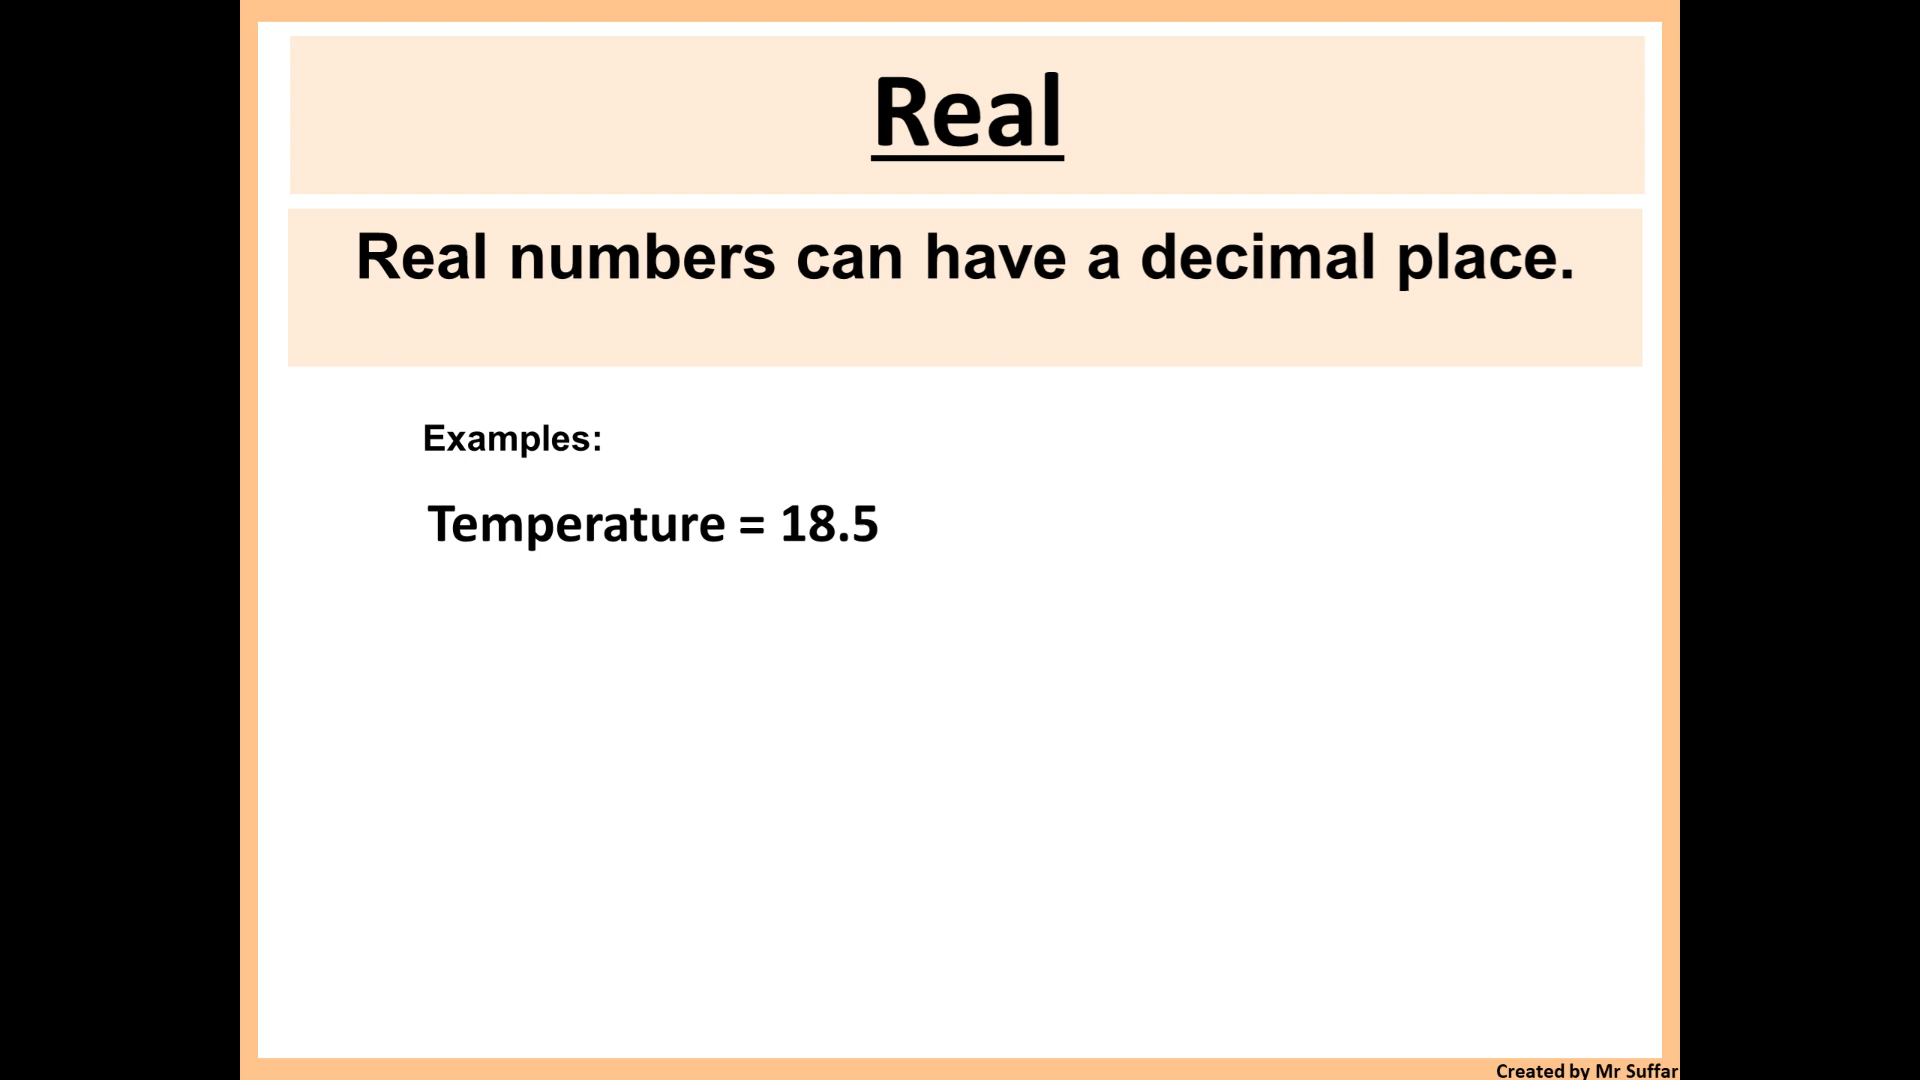 Real
Real numbers can have a decimal place.
Examples:
Temperature = 18.5
Created by Mr Suffar